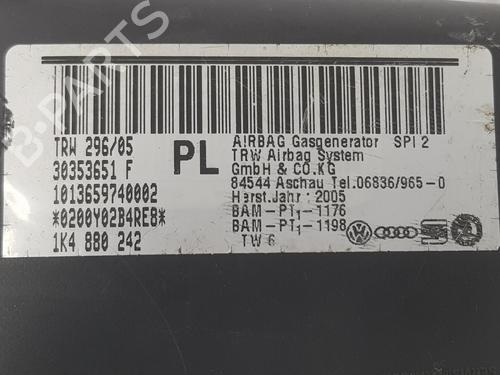 TRW 296/05
30353651 F
1013659740002
*0200Y02B4RE8*
1K4 880 242
PL
AIRBAG Gasgenerator SPI 2
TRW Airbag System
GmbH & CO.KG
84544 Aschau Tel.06836/965-0
Herst.Jahr: 2005
BAM-PT1-1176
BAM-PT1-1198
TW 6
B-PARTS